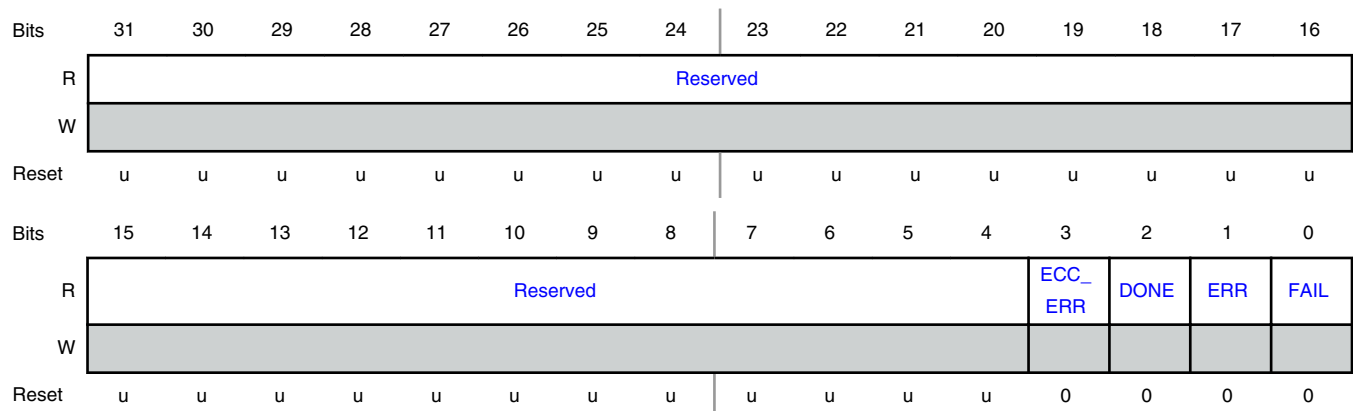 Bits 31 30 29 28 27 26 25 24 23 22 21 20 19 18 17 16
R Reserved
W
Reset u u u u u u u u u u u u u u u u
Bits 15 14 13 12 11 10 9 8 7 6 5 4 3 2 1 0
R Reserved ECC_ DONE ERR FAIL
ERR
W
Reset u u u u u u u u u u u u 0 0 0 0